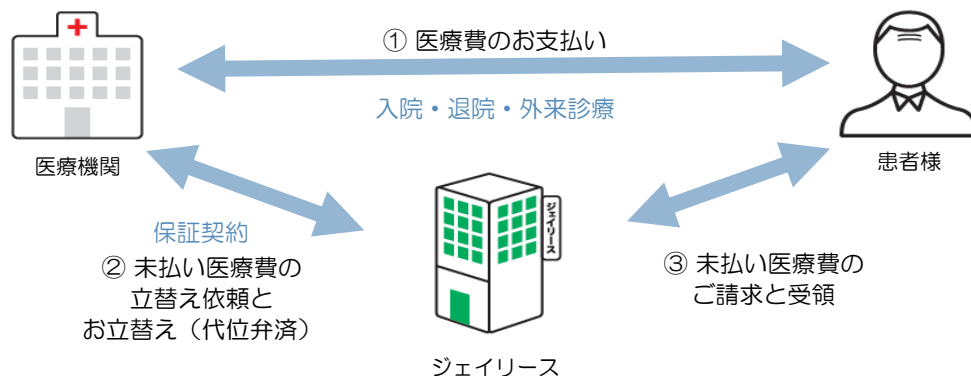 ① 医療費のお支払い
入院・退院・外来診療
医療機関
患者様
保証契約
② 未払い医療費の
立替え依頼と
お立替え（代位弁済）
ジェイリース
③ 未払い医療費の
ご請求と受領
ジェイリース